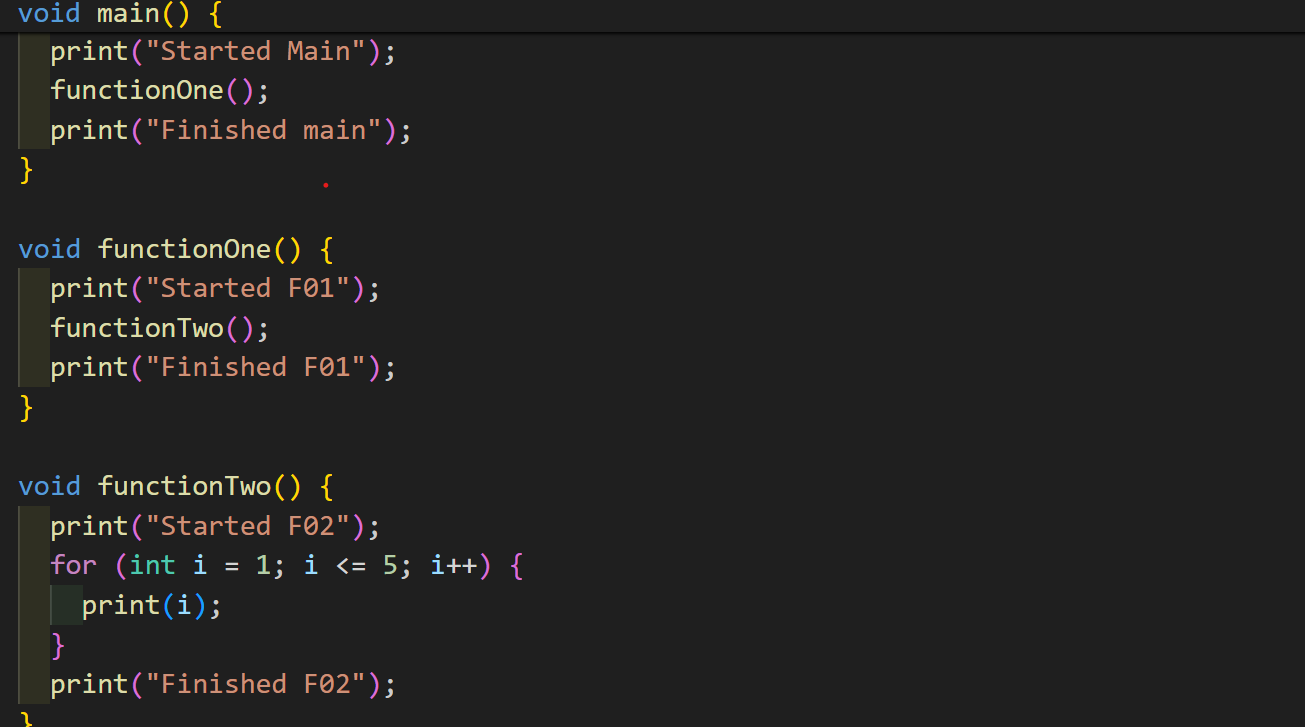 void main() {
  print("Started Main");
  functionOne();
  print("Finished main");
}

void functionOne() {
  print("Started F01");
  functionTwo();
  print("Finished F01");
}

void functionTwo() {
  print("Started F02");
  for (int i = 1; i <= 5; i++) {
    print(i);
  }
  print("Finished F02");
}